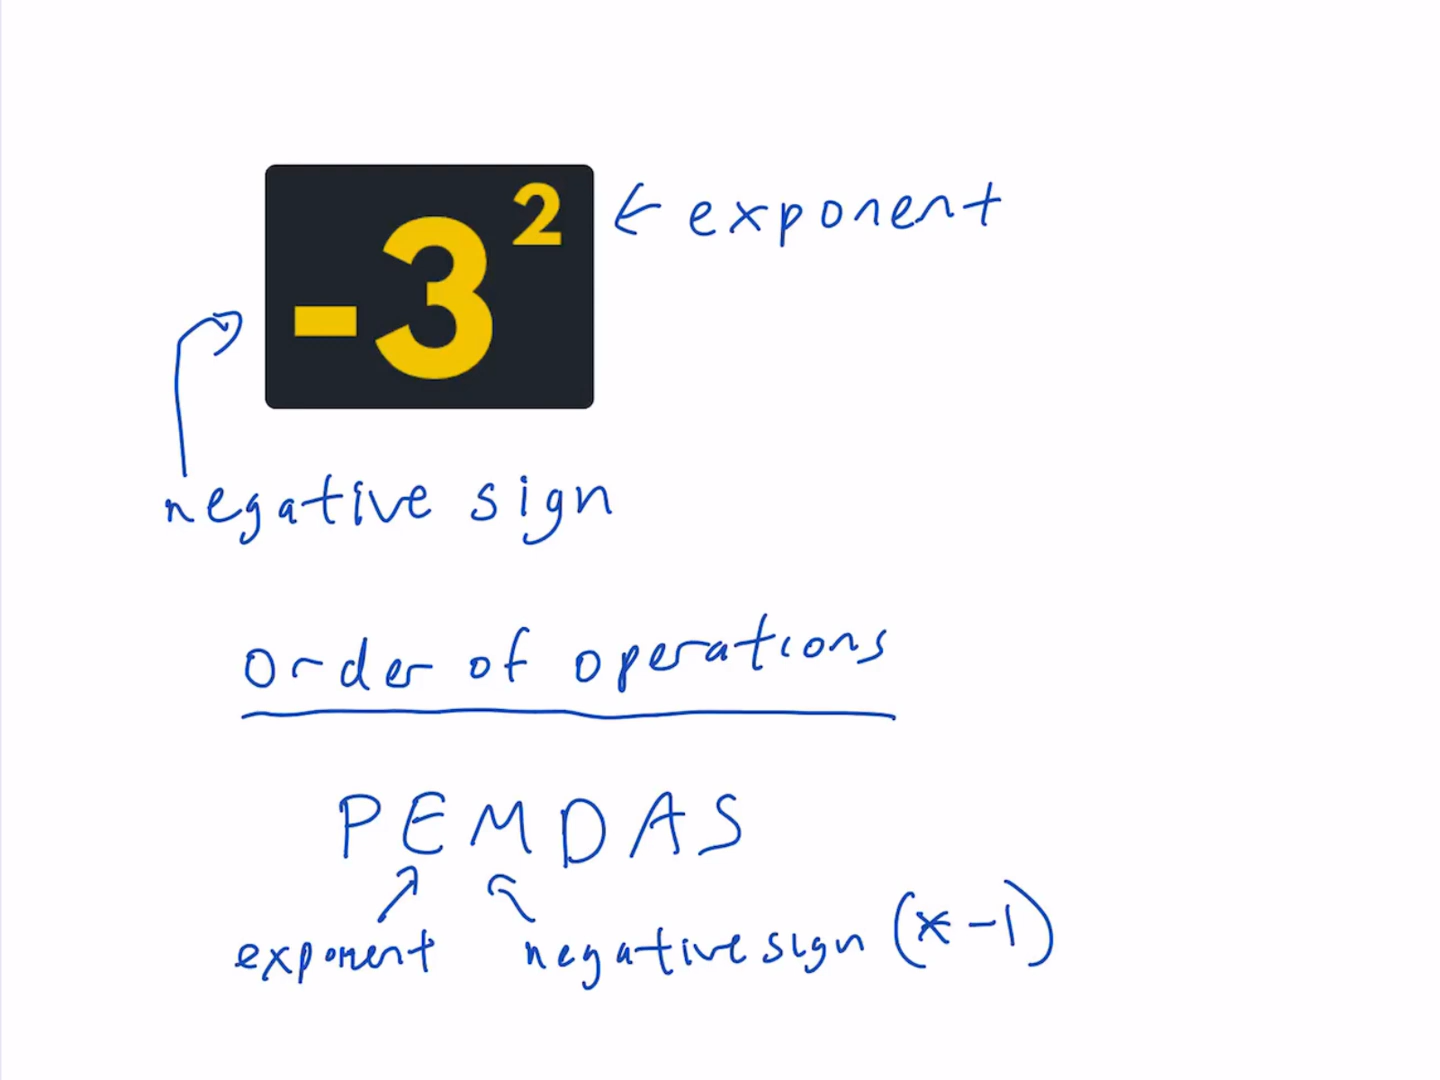 -3² ← exponent
negative sign
Order of operations
PEMDAS
exponent negative sign (× -1)